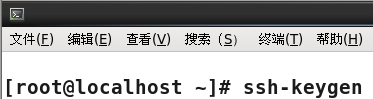 文件(F) 编辑(E) 查看(V) 搜索（S） 终端(T) 帮助(H)
[root@localhost ~]# ssh-keygen